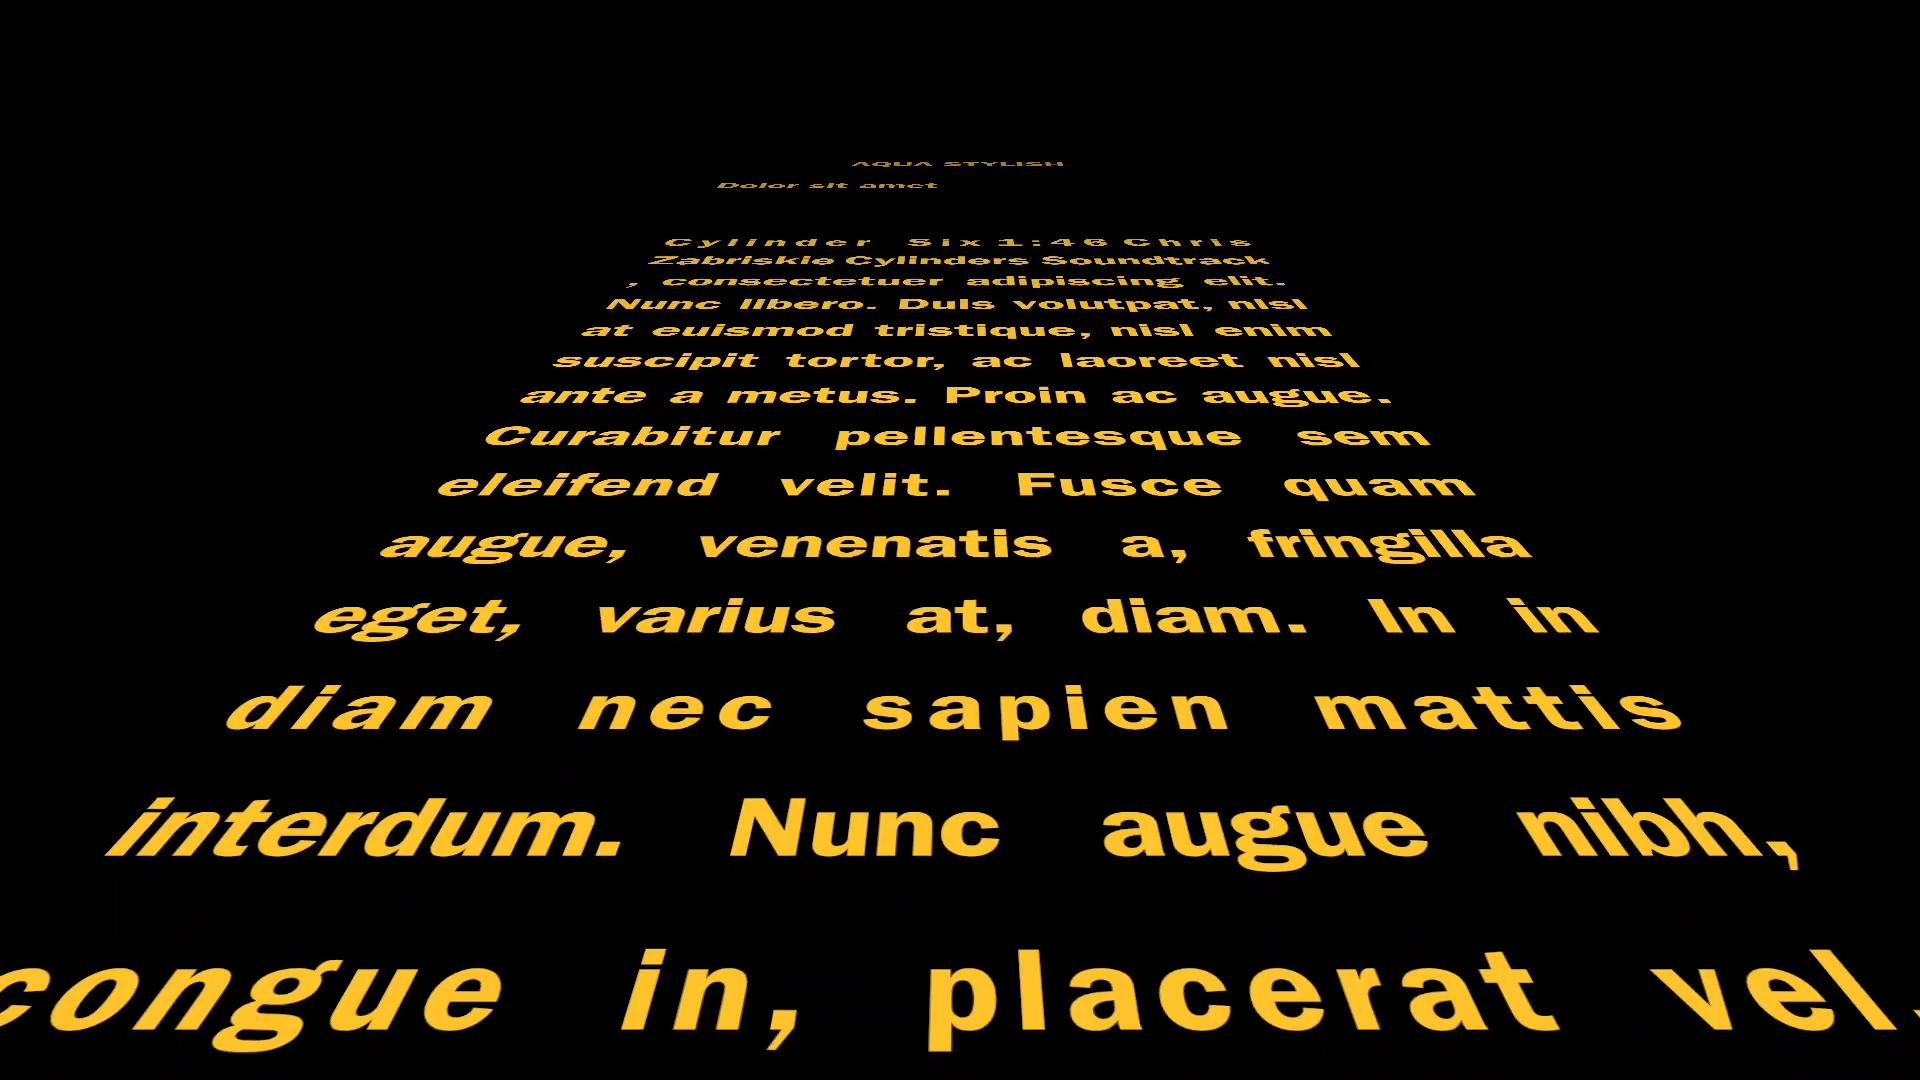 AQUA STYLISH
Dolor sit amet
Cylinder Six 1:46 Chris
Zabriskie Cylinders Soundtrack
, consectetuer adipiscing elit.
Nunc libero. Duis volutpat, nisl
at euismod tristique, nisl enim
suscipit tortor, ac laoreet nisl
ante a metus. Proin ac augue.
Curabitur pellentesque sem
eleifend velit. Fusce quam
augue, venenatis a, fringilla
eget, varius at, diam. In in
diam nec sapien mattis
interdum. Nunc augue nibh,
congue in, placerat vel.